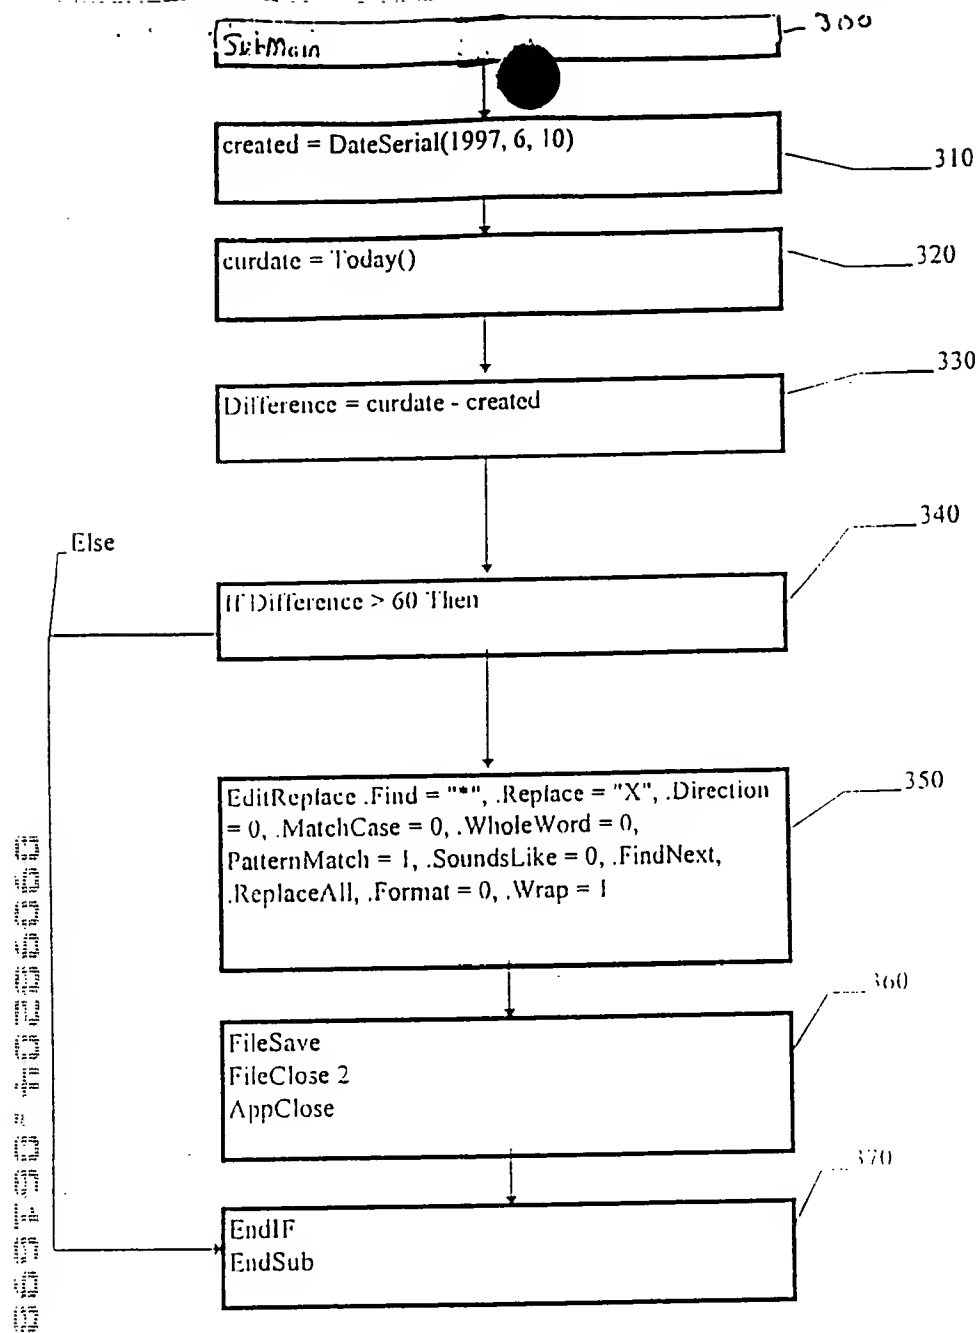 SubMain
300
created = DateSerial(1997, 6, 10)
310
curdate = Today()
320
330
Difference = curdate - created
340
Else
If Difference > 60 Then
350
EditReplace .Find = "*", .Replace = "X", .Direction
= 0, .MatchCase = 0, .WholeWord = 0,
PatternMatch = 1, .SoundsLike = 0, .FindNext,
.ReplaceAll, .Format = 0, .Wrap = 1
360
FileSave
FileClose 2
AppClose
370
EndIF
EndSub